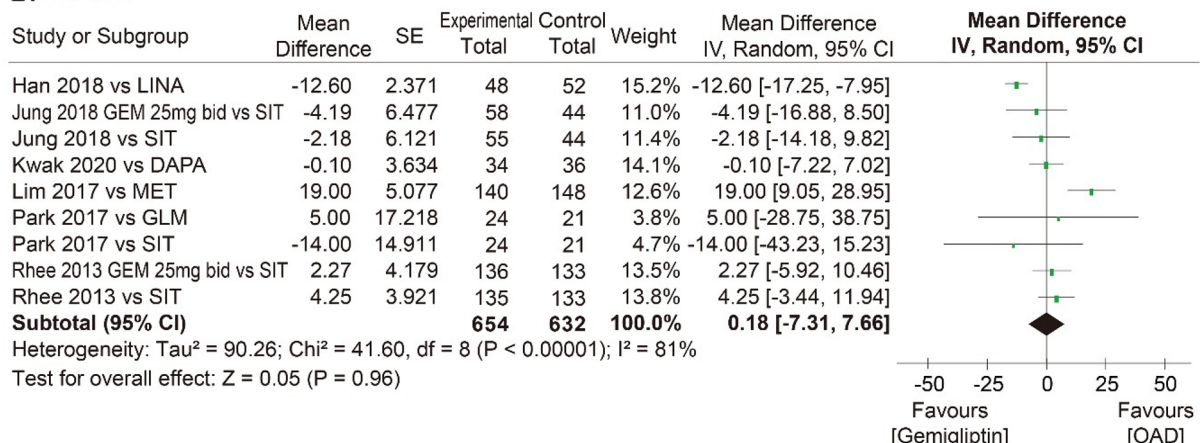 Study or Subgroup Mean Difference SE Experimental Total Control Total Weight Mean Difference IV, Random, 95% CI Mean Difference IV, Random, 95% CI
Han 2018 vs LINA -12.60 2.371 48 52 15.2% -12.60 [-17.25, -7.95]
Jung 2018 GEM 25mg bid vs SIT -4.19 6.477 58 44 11.0% -4.19 [-16.88, 8.50]
Jung 2018 vs SIT -2.18 6.121 55 44 11.4% -2.18 [-14.18, 9.82]
Kwak 2020 vs DAPA -0.10 3.634 34 36 14.1% -0.10 [-7.22, 7.02]
Lim 2017 vs MET 19.00 5.077 140 148 12.6% 19.00 [9.05, 28.95]
Park 2017 vs GLM 5.00 17.218 24 21 3.8% 5.00 [-28.75, 38.75]
Park 2017 vs SIT -14.00 14.911 24 21 4.7% -14.00 [-43.23, 15.23]
Rhee 2013 GEM 25mg bid vs SIT 2.27 4.179 136 133 13.5% 2.27 [-5.92, 10.46]
Rhee 2013 vs SIT 4.25 3.921 135 133 13.8% 4.25 [-3.44, 11.94]
Subtotal (95% CI) 654 632 100.0% 0.18 [-7.31, 7.66]
Heterogeneity: Tau² = 90.26; Chi² = 41.60, df = 8 (P < 0.00001); I² = 81%
Test for overall effect: Z = 0.05 (P = 0.96)
-50 -25 0 25 50
Favours [Gemigliptin] Favours [OAD]